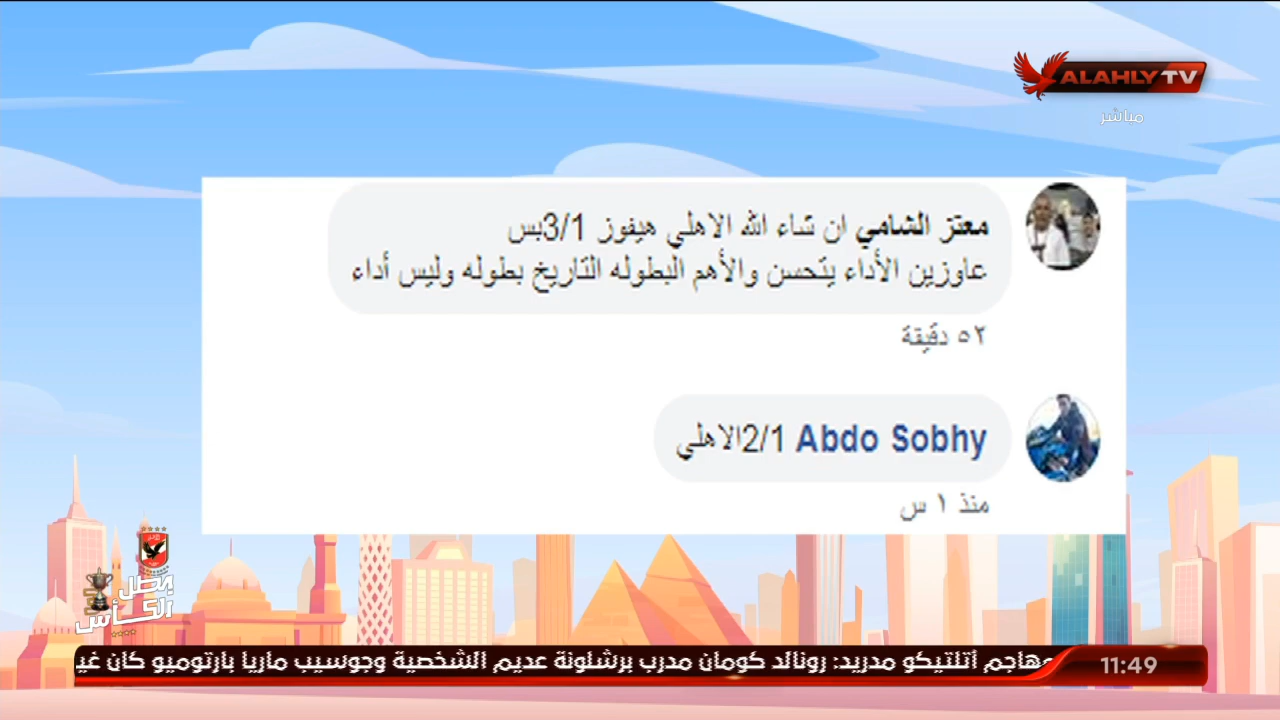 ALAHLY TV
مباشر
معتز الشامي ان شاء الله الاهلي هيفوز 3/1بس
عاوزين الأداء يتحسن والأهم البطوله التاريخ بطوله وليس أداء
٥٢ دقيقة
Abdo Sobhy 2/1الاهلي
منذ ١ س
بطل
الكأس
مهاجم أتلتيكو مدريد: رونالد كومان مدرب برشلونة عديم الشخصية وجوسيب ماريا بارتوميو كان غير
11:49